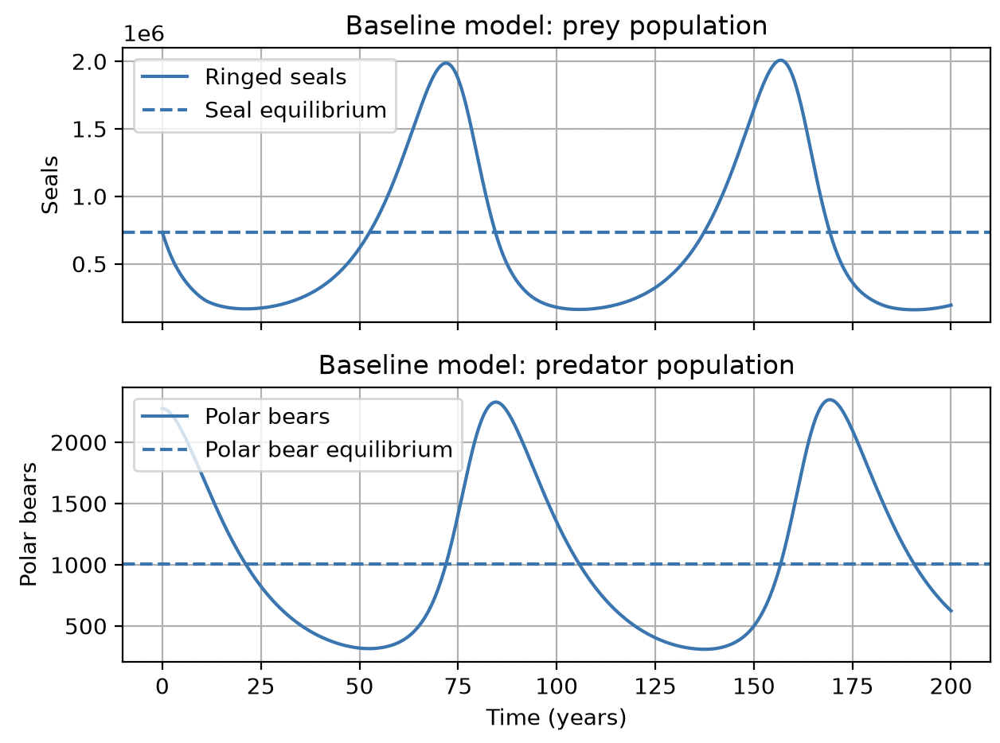 Baseline model: prey population
1e6
2.0
1.5
1.0
0.5
Seals
Ringed seals
Seal equilibrium
Baseline model: predator population
2000
1500
1000
500
Polar bears
Polar bears
Polar bear equilibrium
0 25 50 75 100 125 150 175 200
Time (years)